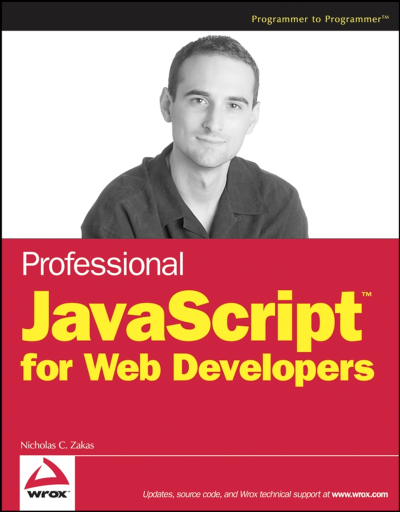 Programmer to Programmer™
Professional
JavaScript™
for Web Developers
Nicholas C. Zakas
wrox™
Updates, source code, and Wrox technical support at www.wrox.com